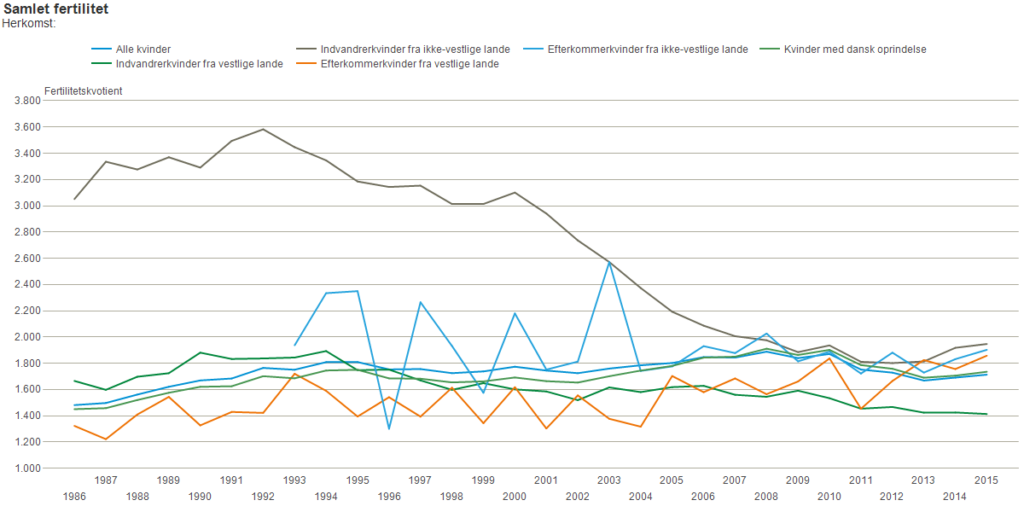 Samlet fertilitet
Herkomst:
Alle kvinder
Indvandrerkvinder fra ikke-vestlige lande
Efterkommerkvinder fra ikke-vestlige lande
Kvinder med dansk oprindelse
Indvandrerkvinder fra vestlige lande
Efterkommerkvinder fra vestlige lande
Fertilitetskvotient
3.800
3.600
3.400
3.200
3.000
2.800
2.600
2.400
2.200
2.000
1.800
1.600
1.400
1.200
1.000
1987 1989 1991 1993 1995 1997 1999 2001 2003 2005 2007 2009 2011 2013 2015
1986 1988 1990 1992 1994 1996 1998 2000 2002 2004 2006 2008 2010 2012 2014